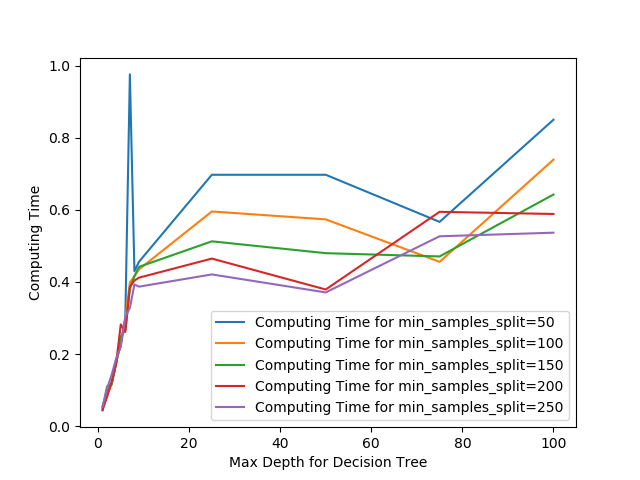 1.0
0.8
0.6
0.4
0.2
0.0
Computing Time
Computing Time for min_samples_split=50
Computing Time for min_samples_split=100
Computing Time for min_samples_split=150
Computing Time for min_samples_split=200
Computing Time for min_samples_split=250
0 20 40 60 80 100
Max Depth for Decision Tree